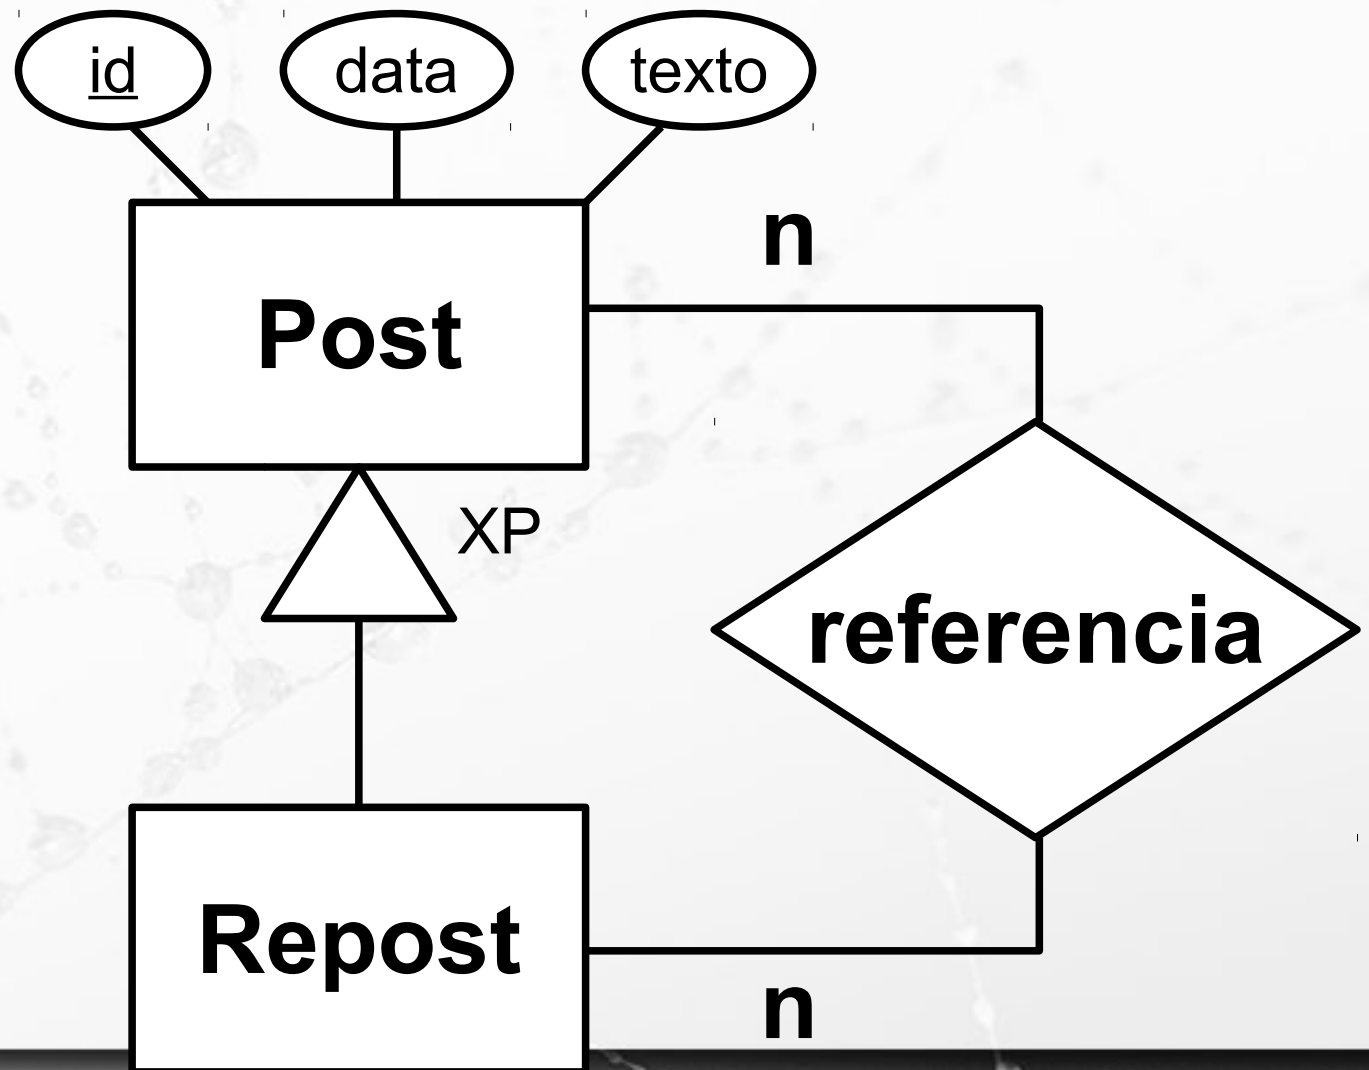 id
data
texto
n
Post
XP
referencia
Repost
n